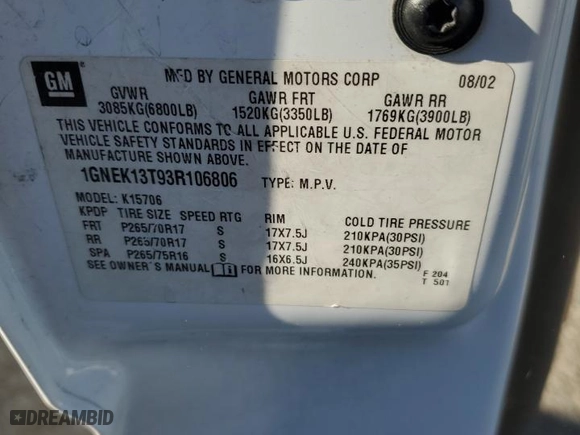 GM
MFD BY GENERAL MOTORS CORP 08/02
GVWR GAWR FRT GAWR RR
3085KG(6800LB) 1520KG(3350LB) 1769KG(3900LB)
THIS VEHICLE CONFORMS TO ALL APPLICABLE U.S. FEDERAL MOTOR
VEHICLE SAFETY STANDARDS IN EFFECT ON THE DATE OF
MANUFACTURE SHOWN ABOVE.
1GNEK13T93R106806 TYPE: M.P.V.
MODEL: K15706
KPDP TIRE SIZE SPEED RTG RIM COLD TIRE PRESSURE
FRT P265/70R17 S 17X7.5J 210KPA(30PSI)
RR P265/70R17 S 17X7.5J 210KPA(30PSI)
SPA P265/75R16 S 16X6.5J 240KPA(35PSI)
SEE OWNER'S MANUAL FOR MORE INFORMATION.
F 204
T 501
DREAMBID